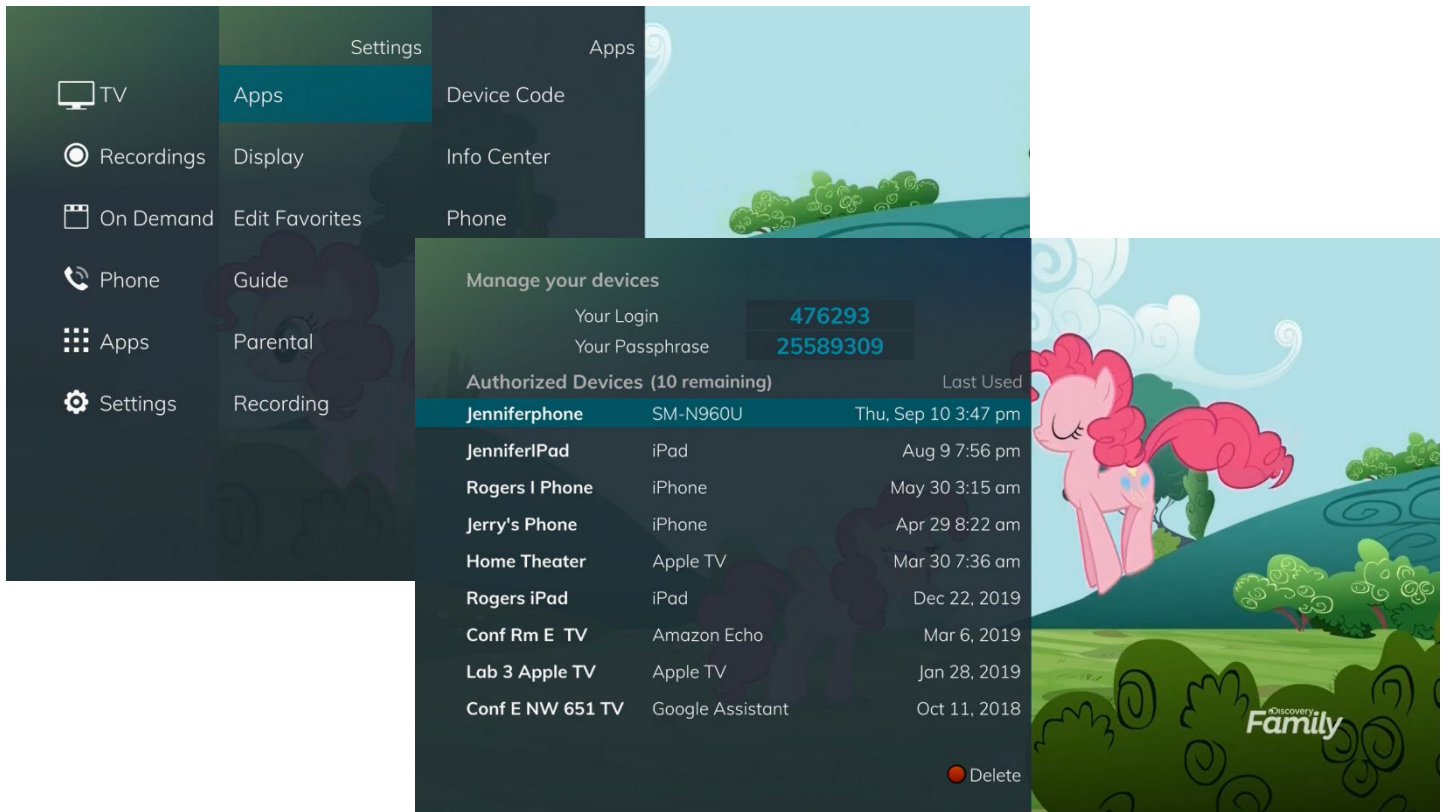 Settings Apps
TV Apps Device Code
Recordings Display Info Center
On Demand Edit Favorites Phone
Phone Guide
Apps Parental
Settings Recording
Manage your devices
Your Login 476293
Your Passphrase 25589309
Authorized Devices (10 remaining) Last Used
Jenniferphone SM-N960U Thu, Sep 10 3:47 pm
JenniferIPad iPad Aug 9 7:56 pm
Rogers I Phone iPhone May 30 3:15 am
Jerry's Phone iPhone Apr 29 8:22 am
Home Theater Apple TV Mar 30 7:36 am
Rogers iPad iPad Dec 22, 2019
Conf Rm E TV Amazon Echo Mar 6, 2019
Lab 3 Apple TV Apple TV Jan 28, 2019
Conf E NW 651 TV Google Assistant Oct 11, 2018
Discovery
Family
Delete